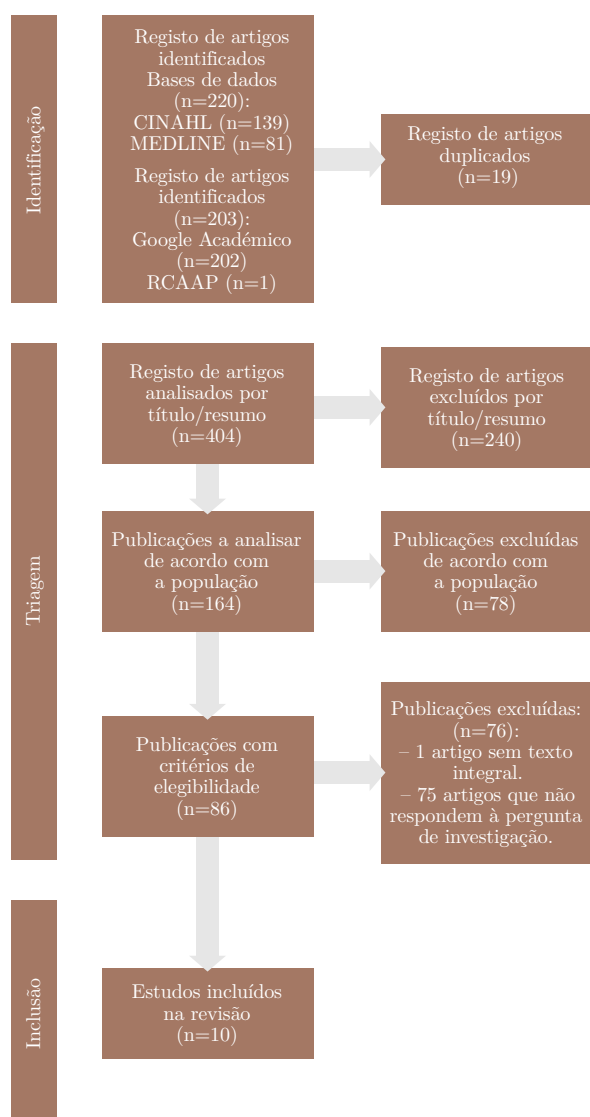 Identificação
Registo de artigos
identificados
Bases de dados
(n=220):
CINAHL (n=139)
MEDLINE (n=81)
Registo de artigos
identificados
(n=203):
Google Académico
(n=202)
RCAAP (n=1)
Registo de artigos
duplicados
(n=19)
Triagem
Registo de artigos
analisados por
título/resumo
(n=404)
Registo de artigos
excluídos por
título/resumo
(n=240)
Publicações a analisar
de acordo com
a população
(n=164)
Publicações excluídas
de acordo com
a população
(n=78)
Publicações com
critérios de
elegibilidade
(n=86)
Publicações excluídas:
(n=76):
– 1 artigo sem texto
integral.
– 75 artigos que não
respondem à pergunta
de investigação.
Inclusão
Estudos incluídos
na revisão
(n=10)